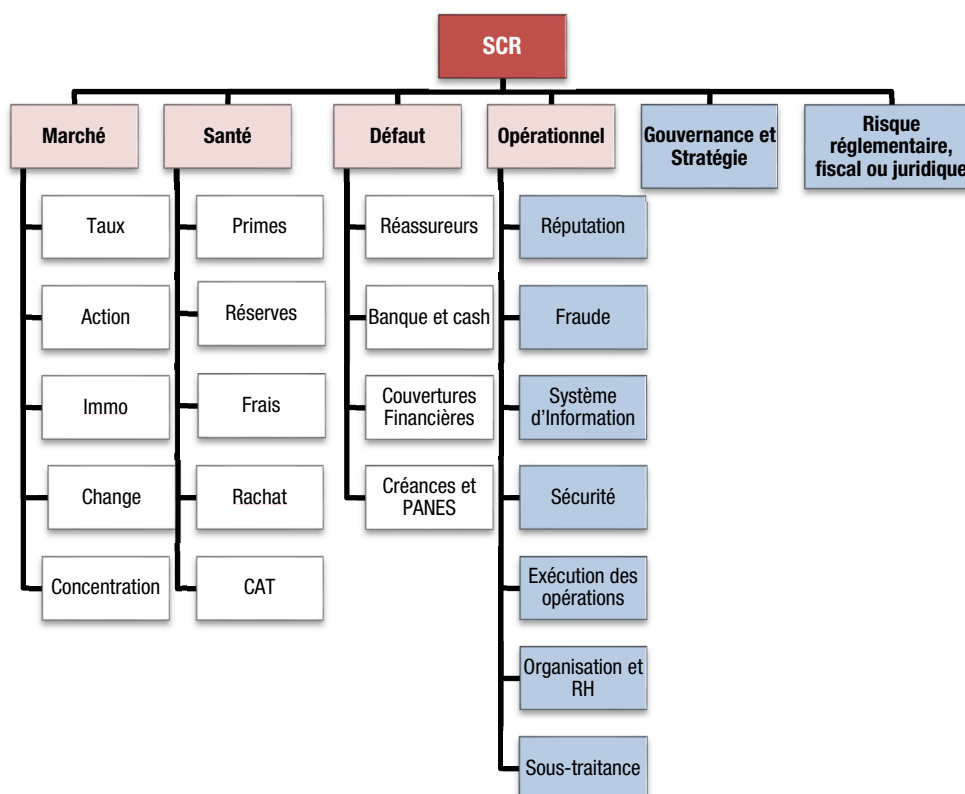 SCR
Marché
Santé
Défaut
Opérationnel
Gouvernance et
Stratégie
Risque
réglementaire,
fiscal ou juridique
Taux
Primes
Réassureurs
Réputation
Action
Réserves
Banque et cash
Fraude
Immo
Frais
Couvertures
Financières
Système
d'Information
Change
Rachat
Créances et
PANES
Sécurité
Concentration
CAT
Exécution des
opérations
Organisation et
RH
Sous-traitance